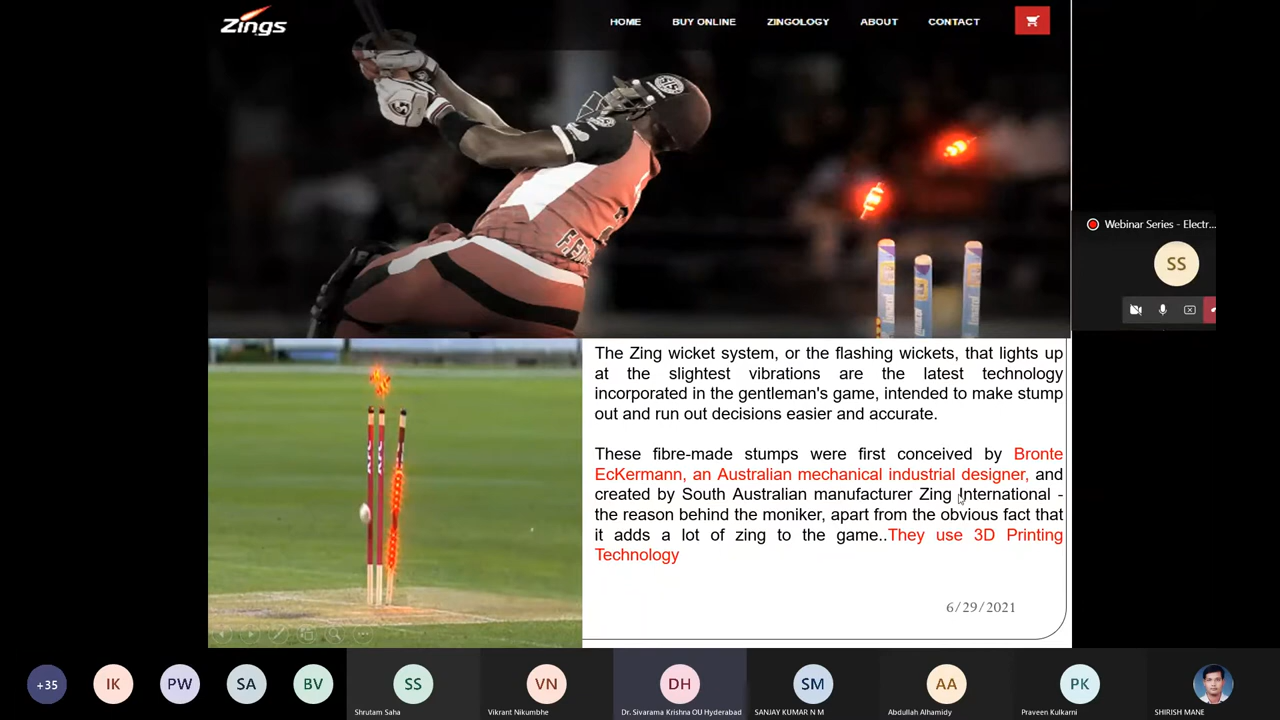 Zings
HOME BUY ONLINE ZINGOLOGY ABOUT CONTACT
Webinar Series - Electr...
SS
The Zing wicket system, or the flashing wickets, that lights up
at the slightest vibrations are the latest technology
incorporated in the gentleman's game, intended to make stump
out and run out decisions easier and accurate.
These fibre-made stumps were first conceived by Bronte
EcKermann, an Australian mechanical industrial designer, and
created by South Australian manufacturer Zing International -
the reason behind the moniker, apart from the obvious fact that
it adds a lot of zing to the game..They use 3D Printing
Technology
6/29/2021
+35 IK PW SA BV SS VN DH SM AA PK
Shrutam Saha Vikrant Nikumbhe Dr. Sivarama Krishna OU Hyderabad SANJAY KUMAR N M Abdullah Alhamidy Praveen Kulkarni SHIRISH MANE